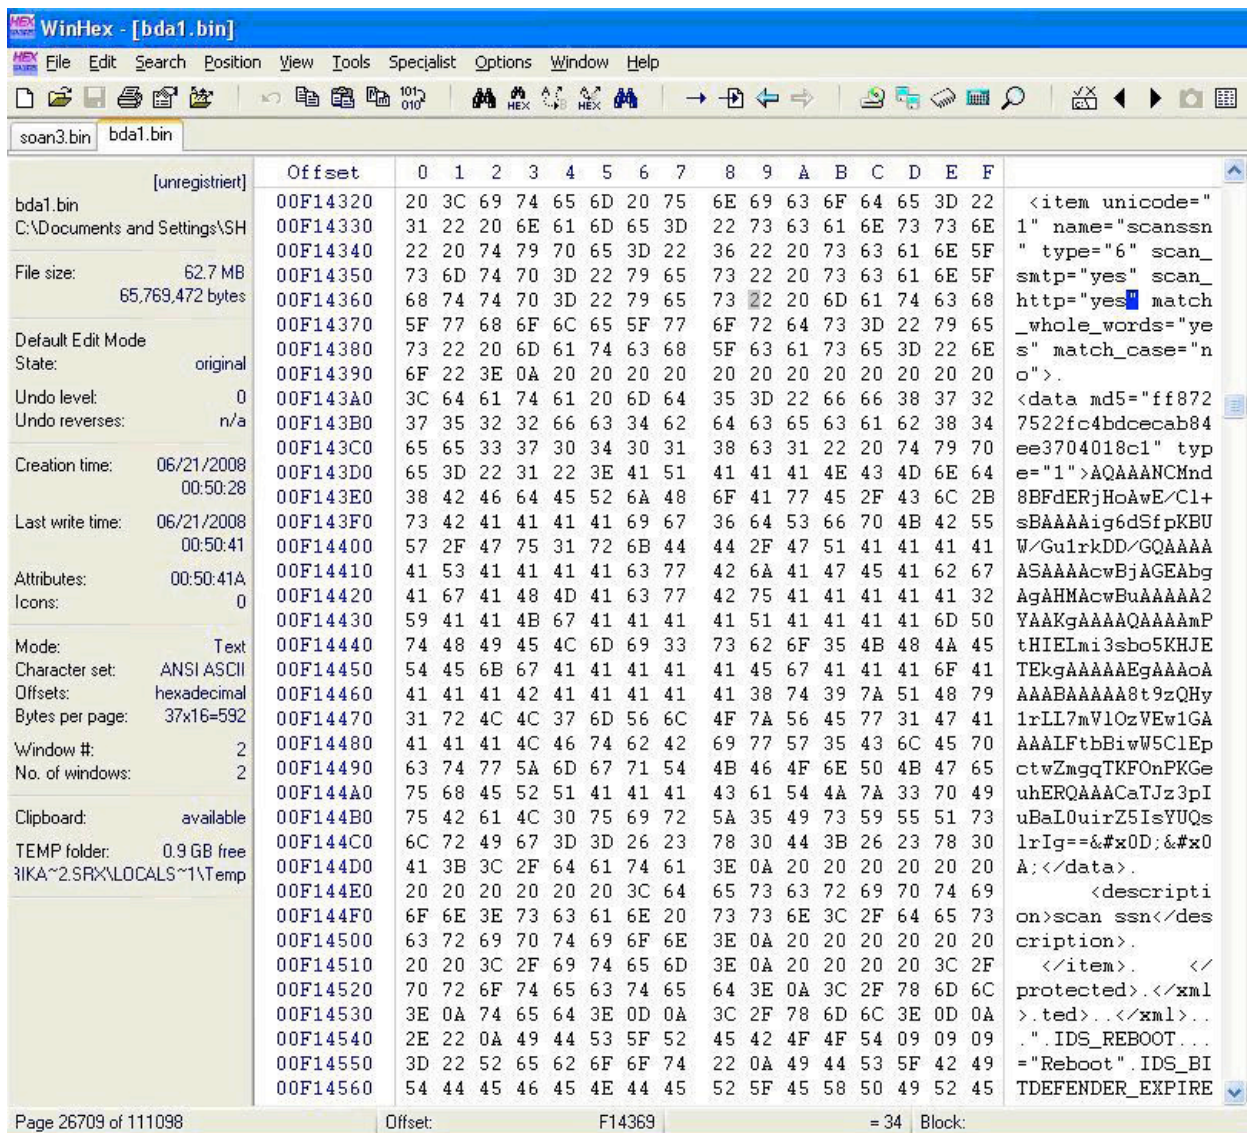 WinHex - [bda1.bin]
File Edit Search Position View Tools Specialist Options Window Help
soan3.bin bda1.bin
[unregistriert]
bda1.bin
C:\Documents and Settings\SH
File size: 62.7 MB
65,769,472 bytes
Default Edit Mode
State: original
Undo level: 0
Undo reverses: n/a
Creation time: 06/21/2008
00:50:28
Last write time: 06/21/2008
00:50:41
Attributes: 00:50:41A
Icons: 0
Mode: Text
Character set: ANSI ASCII
Offsets: hexadecimal
Bytes per page: 37x16=592
Window #: 2
No. of windows: 2
Clipboard: available
TEMP folder: 0.9 GB free
RIKA~2.SRX\LOCALS~1\Temp
Offset 0 1 2 3 4 5 6 7 8 9 A B C D E F
00F14320 20 3C 69 74 65 6D 20 75 6E 69 63 6F 64 65 3D 22 <item unicode="
00F14330 31 22 20 6E 61 6D 65 3D 22 73 63 61 6E 73 73 6E 1" name="scanssn
00F14340 22 20 74 79 70 65 3D 22 36 22 20 73 63 61 6E 5F " type="6" scan_
00F14350 73 6D 74 70 3D 22 79 65 73 22 20 73 63 61 6E 5F smtp="yes" scan_
00F14360 68 74 74 70 3D 22 79 65 73 22 20 6D 61 74 63 68 http="yes" match
00F14370 5F 77 68 6F 6C 65 5F 77 6F 72 64 73 3D 22 79 65 _whole_words="ye
00F14380 73 22 20 6D 61 74 63 68 5F 63 61 73 65 3D 22 6E s" match_case="n
00F14390 6F 22 3E 0A 20 20 20 20 20 20 20 20 20 20 20 20 o">.
00F143A0 3C 64 61 74 61 20 6D 64 35 3D 22 66 66 38 37 32 <data md5="ff872
00F143B0 37 35 32 32 66 63 34 62 64 63 65 63 61 62 38 34 7522fc4bdcecab84
00F143C0 65 65 33 37 30 34 30 31 38 63 31 22 20 74 79 70 ee3704018c1" typ
00F143D0 65 3D 22 31 22 3E 41 51 41 41 41 4E 43 4D 6E 64 e="1">AQAAANCMnd
00F143E0 38 42 46 64 45 52 6A 48 6F 41 77 45 2F 43 6C 2B 8BFdERjHoAwE/Cl+
00F143F0 73 42 41 41 41 41 69 67 36 64 53 66 70 4B 42 55 sBAAAAig6dSfpKBU
00F14400 57 2F 47 75 31 72 6B 44 44 2F 47 51 41 41 41 41 W/Gu1rkDD/GQAAAA
00F14410 41 53 41 41 41 41 63 77 42 6A 41 47 45 41 62 67 ASAAAAcwBjAGEAbg
00F14420 41 67 41 48 4D 41 63 77 42 75 41 41 41 41 41 32 AgAHMAcwBuAAAAA2
00F14430 59 41 41 4B 67 41 41 41 41 51 41 41 41 41 6D 50 YAAKgAAAAQAAAAmP
00F14440 74 48 49 45 4C 6D 69 33 73 62 6F 35 4B 48 4A 45 tHIELmi3sbo5KHJE
00F14450 54 45 6B 67 41 41 41 41 41 45 67 41 41 41 6F 41 TEkgAAAAAEgAAAoA
00F14460 41 41 41 42 41 41 41 41 41 38 74 39 7A 51 48 79 AAABAAAAA8t9zQHy
00F14470 31 72 4C 4C 37 6D 56 6C 4F 7A 56 45 77 31 47 41 1rLL7mVlOzVEw1GA
00F14480 41 41 41 4C 46 74 62 42 69 77 57 35 43 6C 45 70 AAALFtbBiwW5ClEp
00F14490 63 74 77 5A 6D 67 71 54 4B 46 4F 6E 50 4B 47 65 ctwZmgqTKFOnPKGe
00F144A0 75 68 45 52 51 41 41 41 43 61 54 4A 7A 33 70 49 uhERQAAACaTJz3pI
00F144B0 75 42 61 4C 30 75 69 72 5A 35 49 73 59 55 51 73 uBaL0uirZ5IsYUQs
00F144C0 6C 72 49 67 3D 3D 26 23 78 30 44 3B 26 23 78 30 lrIg==&#x0D;&#x0
00F144D0 41 3B 3C 2F 64 61 74 61 3E 0A 20 20 20 20 20 20 A;</data>.
00F144E0 20 20 20 20 20 20 3C 64 65 73 63 72 69 70 74 69 <descripti
00F144F0 6F 6E 3E 73 63 61 6E 20 73 73 6E 3C 2F 64 65 73 on>scan ssn</des
00F14500 63 72 69 70 74 69 6F 6E 3E 0A 20 20 20 20 20 20 cription>.
00F14510 20 20 3C 2F 69 74 65 6D 3E 0A 20 20 20 20 3C 2F </item>. </
00F14520 70 72 6F 74 65 63 74 65 64 3E 0A 3C 2F 78 6D 6C protected>.</xml
00F14530 3E 0A 74 65 64 3E 0D 0A 3C 2F 78 6D 6C 3E 0D 0A >.ted>..</xml>..
00F14540 2E 22 0A 49 44 53 5F 52 45 42 4F 4F 54 09 09 09 .".IDS_REBOOT...
00F14550 3D 22 52 65 62 6F 6F 74 22 0A 49 44 53 5F 42 49 ="Reboot".IDS_BI
00F14560 54 44 45 46 45 4E 44 45 52 5F 45 58 50 49 52 45 TDEFENDER_EXPIRE
Page 26709 of 111098 Offset: F14369 = 34 Block: